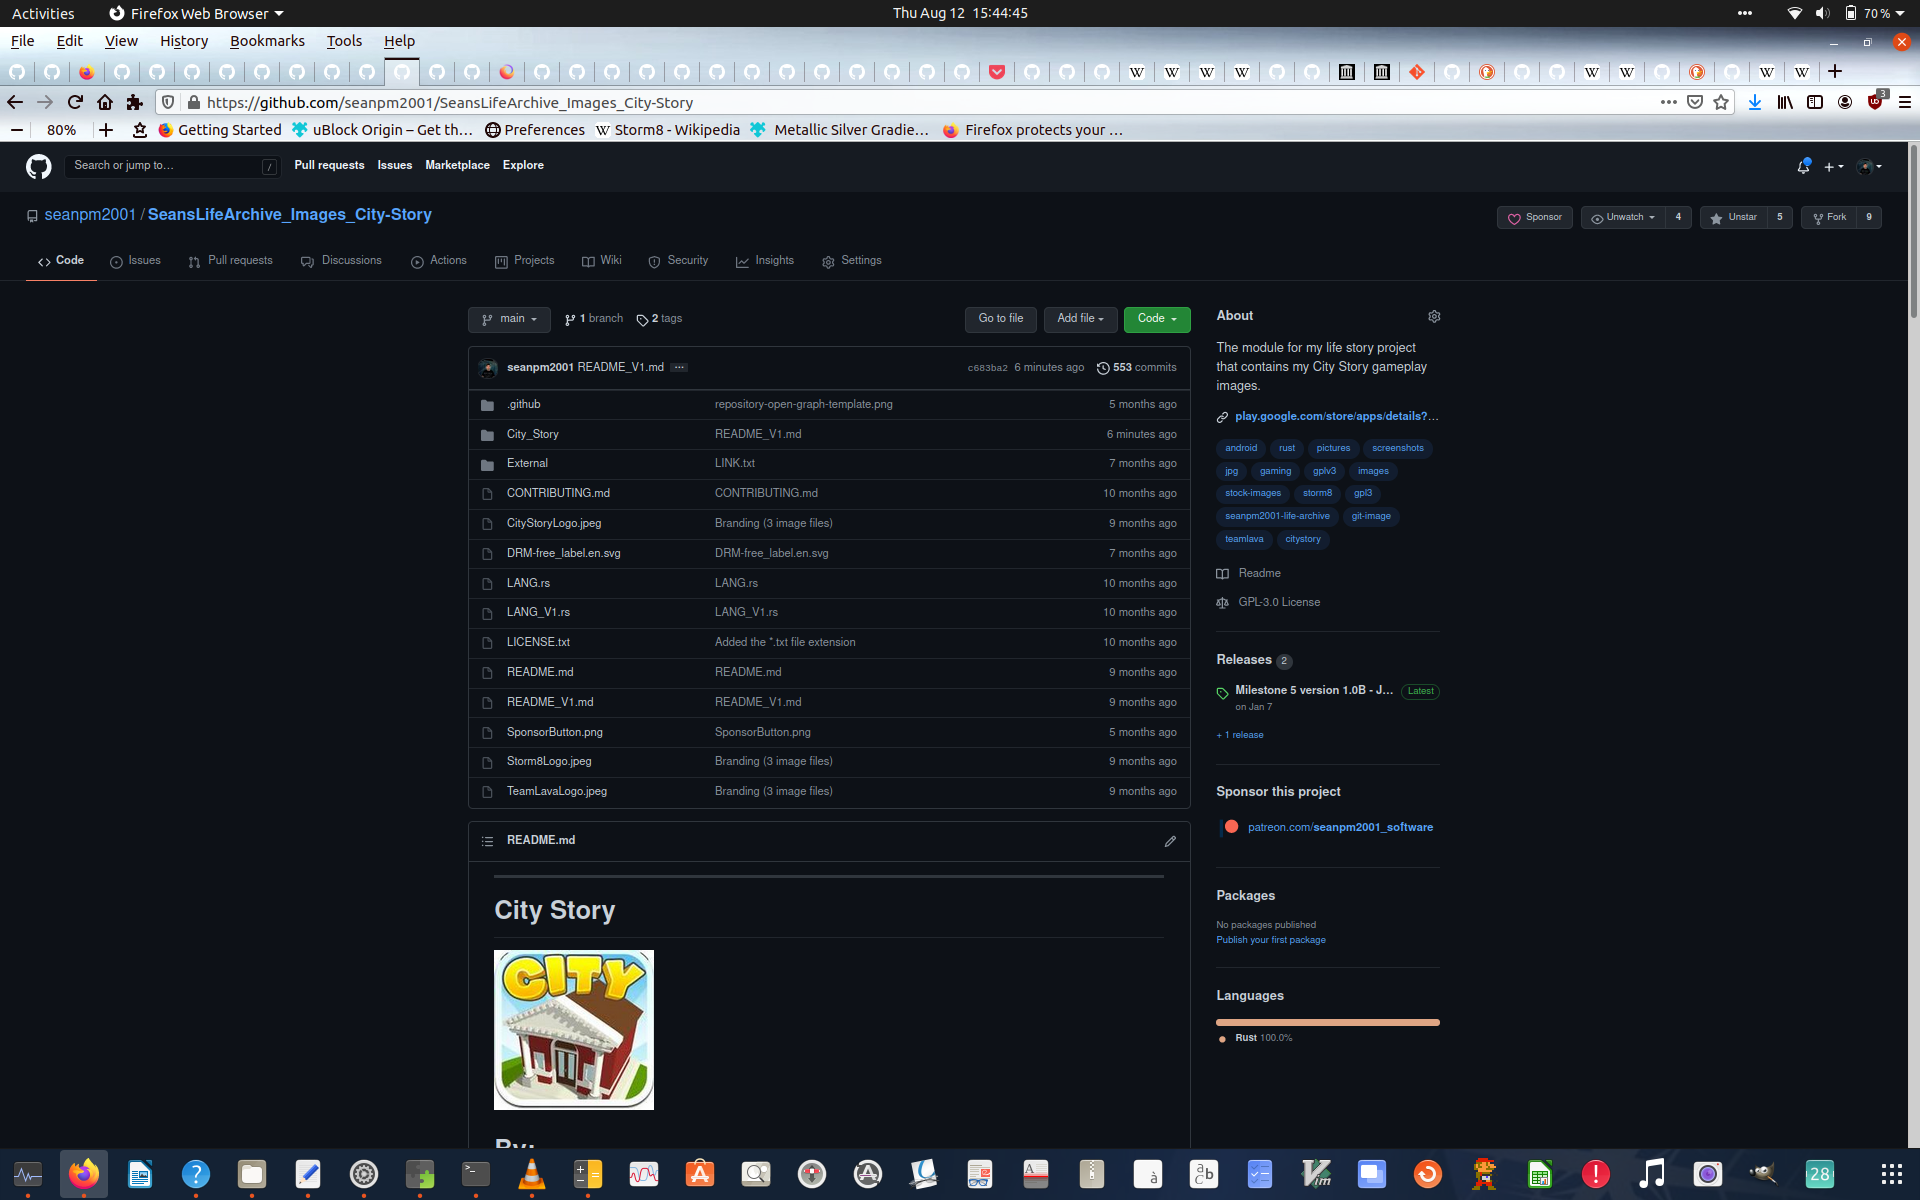 Activities Firefox Web Browser Thu Aug 12 15:44:45 70 %
File Edit View History Bookmarks Tools Help
https://github.com/seanpm2001/SeansLifeArchive_Images_City-Story 3
80% Getting Started uBlock Origin – Get th… Preferences Storm8 - Wikipedia Metallic Silver Gradie… Firefox protects your …
Search or jump to… / Pull requests Issues Marketplace Explore
seanpm2001 / SeansLifeArchive_Images_City-Story Sponsor Unwatch 4 Unstar 5 Fork 9
Code Issues Pull requests Discussions Actions Projects Wiki Security Insights Settings
main 1 branch 2 tags Go to file Add file Code
seanpm2001 README_V1.md ... c683ba2 6 minutes ago 553 commits
.github repository-open-graph-template.png 5 months ago
City_Story README_V1.md 6 minutes ago
External LINK.txt 7 months ago
CONTRIBUTING.md CONTRIBUTING.md 10 months ago
CityStoryLogo.jpeg Branding (3 image files) 9 months ago
DRM-free_label.en.svg DRM-free_label.en.svg 7 months ago
LANG.rs LANG.rs 10 months ago
LANG_V1.rs LANG_V1.rs 10 months ago
LICENSE.txt Added the *.txt file extension 10 months ago
README.md README.md 9 months ago
README_V1.md README_V1.md 9 months ago
SponsorButton.png SponsorButton.png 5 months ago
Storm8Logo.jpeg Branding (3 image files) 9 months ago
TeamLavaLogo.jpeg Branding (3 image files) 9 months ago
README.md
City Story
CITY
By:
About
The module for my life story project
that contains my City Story gameplay
images.
play.google.com/store/apps/details?…
android rust pictures screenshots
jpg gaming gplv3 images
stock-images storm8 gpl3
seanpm2001-life-archive git-image
teamlava citystory
Readme
GPL-3.0 License
Releases 2
Milestone 5 version 1.0B - J… Latest
on Jan 7
+ 1 release
Sponsor this project
patreon.com/seanpm2001_software
Packages
No packages published
Publish your first package
Languages
Rust 100.0%
28